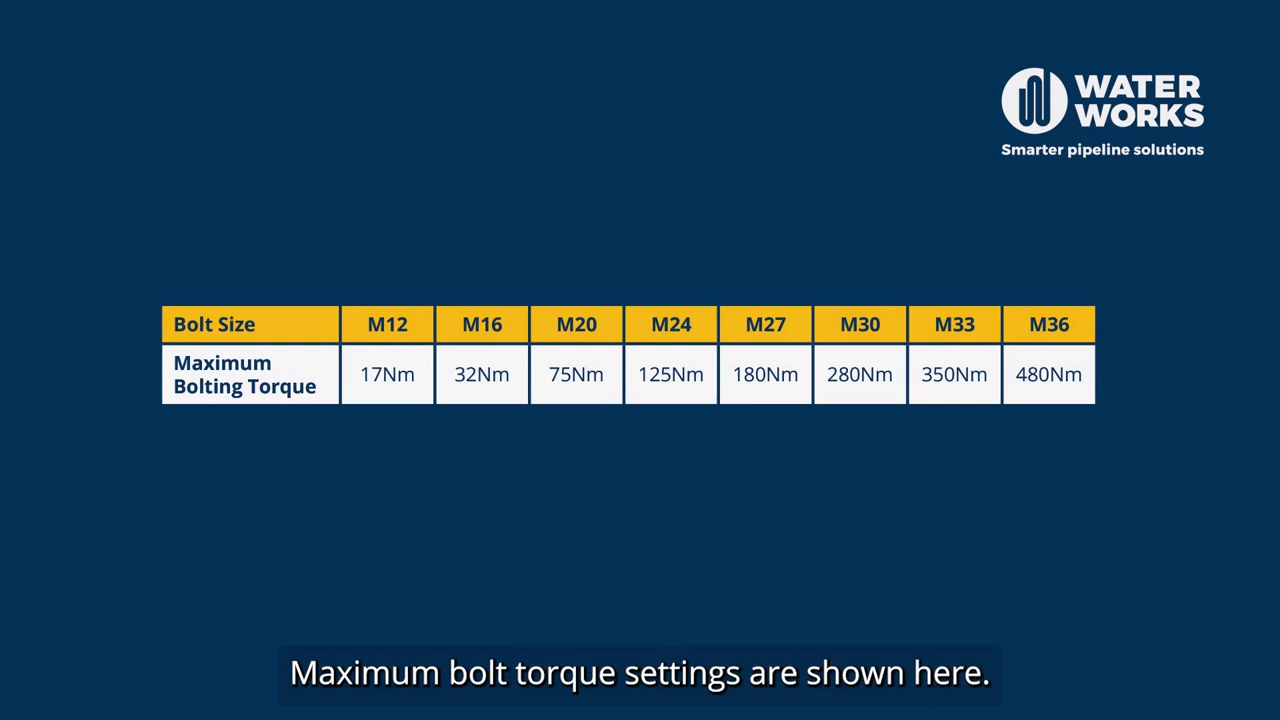 WATER
WORKS
Smarter pipeline solutions
Bolt Size M12 M16 M20 M24 M27 M30 M33 M36
Maximum
Bolting Torque 17Nm 32Nm 75Nm 125Nm 180Nm 280Nm 350Nm 480Nm
Maximum bolt torque settings are shown here.